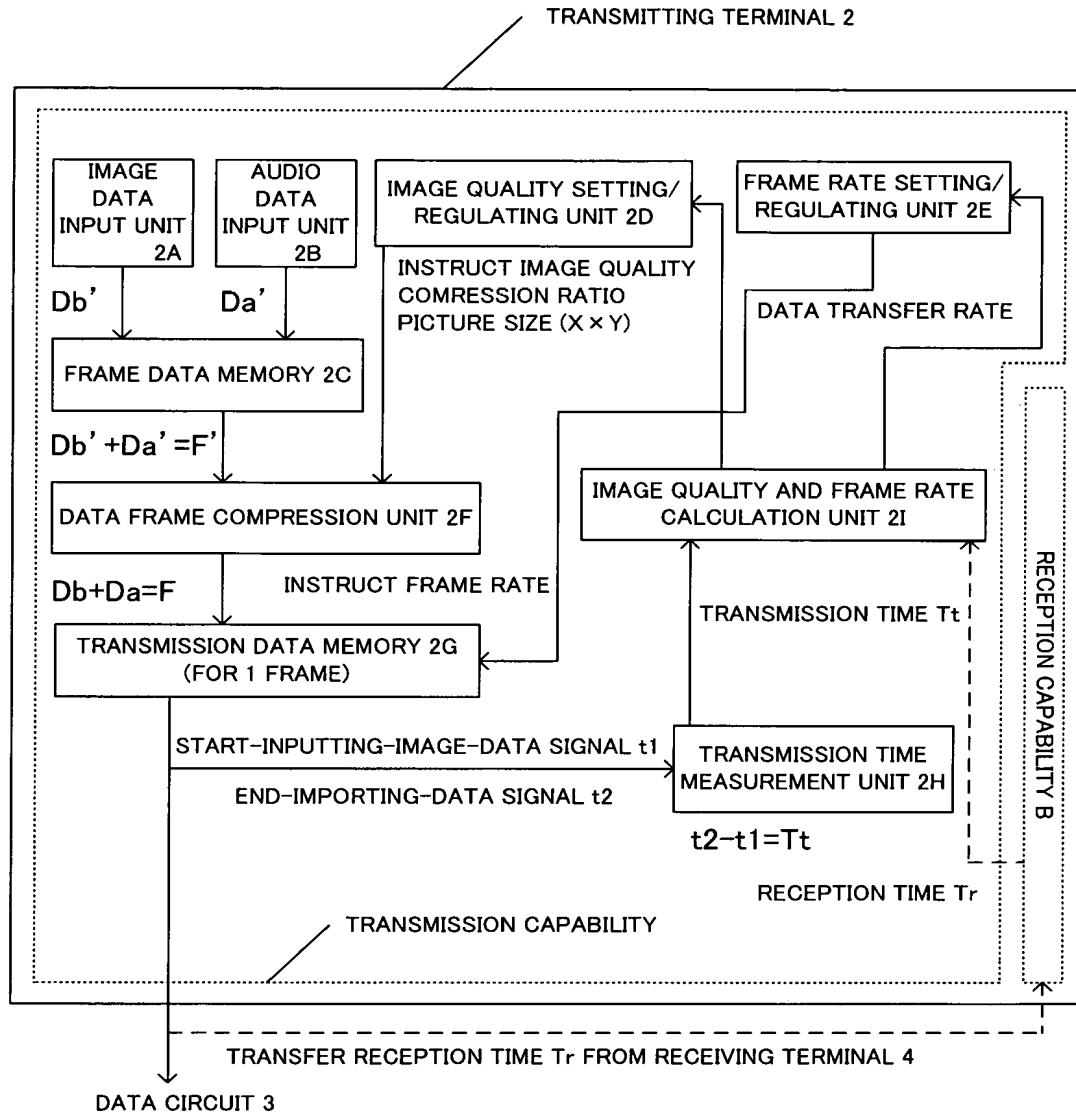 TRANSMITTING TERMINAL 2
IMAGE
DATA
INPUT UNIT
2A
AUDIO
DATA
INPUT UNIT
2B
IMAGE QUALITY SETTING/
REGULATING UNIT 2D
FRAME RATE SETTING/
REGULATING UNIT 2E
Db'
Da'
INSTRUCT IMAGE QUALITY
COMRESSION RATIO
PICTURE SIZE (X × Y)
DATA TRANSFER RATE
FRAME DATA MEMORY 2C
Db'+Da'=F'
DATA FRAME COMPRESSION UNIT 2F
IMAGE QUALITY AND FRAME RATE
CALCULATION UNIT 2I
Db+Da=F
INSTRUCT FRAME RATE
TRANSMISSION TIME Tt
TRANSMISSION DATA MEMORY 2G
(FOR 1 FRAME)
START-INPUTTING-IMAGE-DATA SIGNAL t1
END-IMPORTING-DATA SIGNAL t2
TRANSMISSION TIME
MEASUREMENT UNIT 2H
t2-t1=Tt
RECEPTION CAPABILITY B
RECEPTION TIME Tr
TRANSMISSION CAPABILITY
TRANSFER RECEPTION TIME Tr FROM RECEIVING TERMINAL 4
DATA CIRCUIT 3